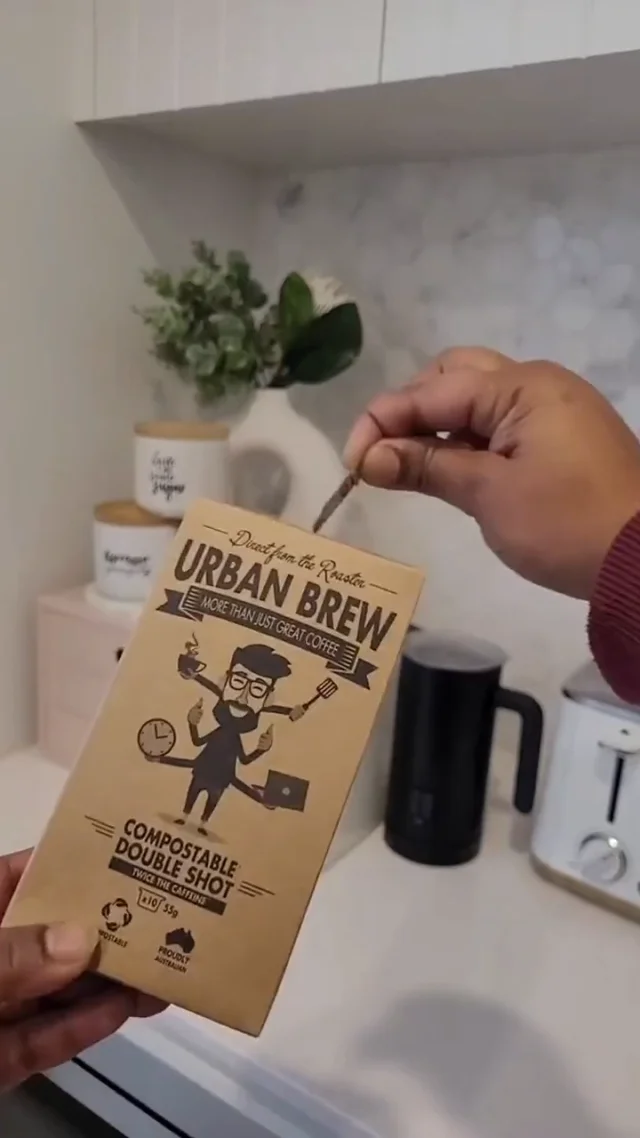 Direct from the Roaster
URBAN BREW
MORE THAN JUST GREAT COFFEE
COMPOSTABLE
DOUBLE SHOT
TWICE THE CAFFEINE
x10 55g
PROUDLY
AUSTRALIAN
sugar